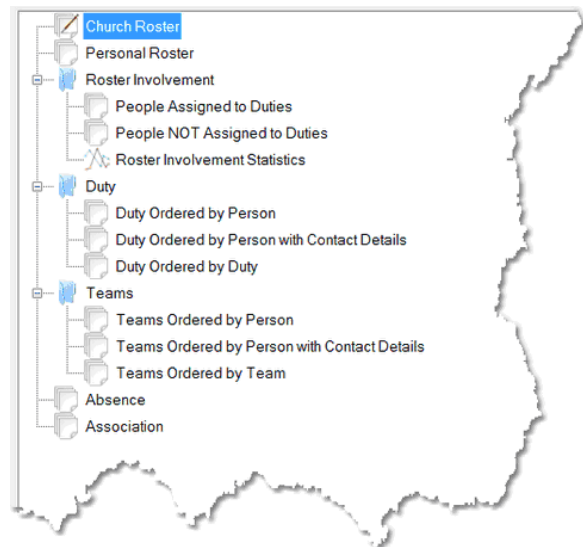 Church Roster
Personal Roster
Roster Involvement
People Assigned to Duties
People NOT Assigned to Duties
Roster Involvement Statistics
Duty
Duty Ordered by Person
Duty Ordered by Person with Contact Details
Duty Ordered by Duty
Teams
Teams Ordered by Person
Teams Ordered by Person with Contact Details
Teams Ordered by Team
Absence
Association